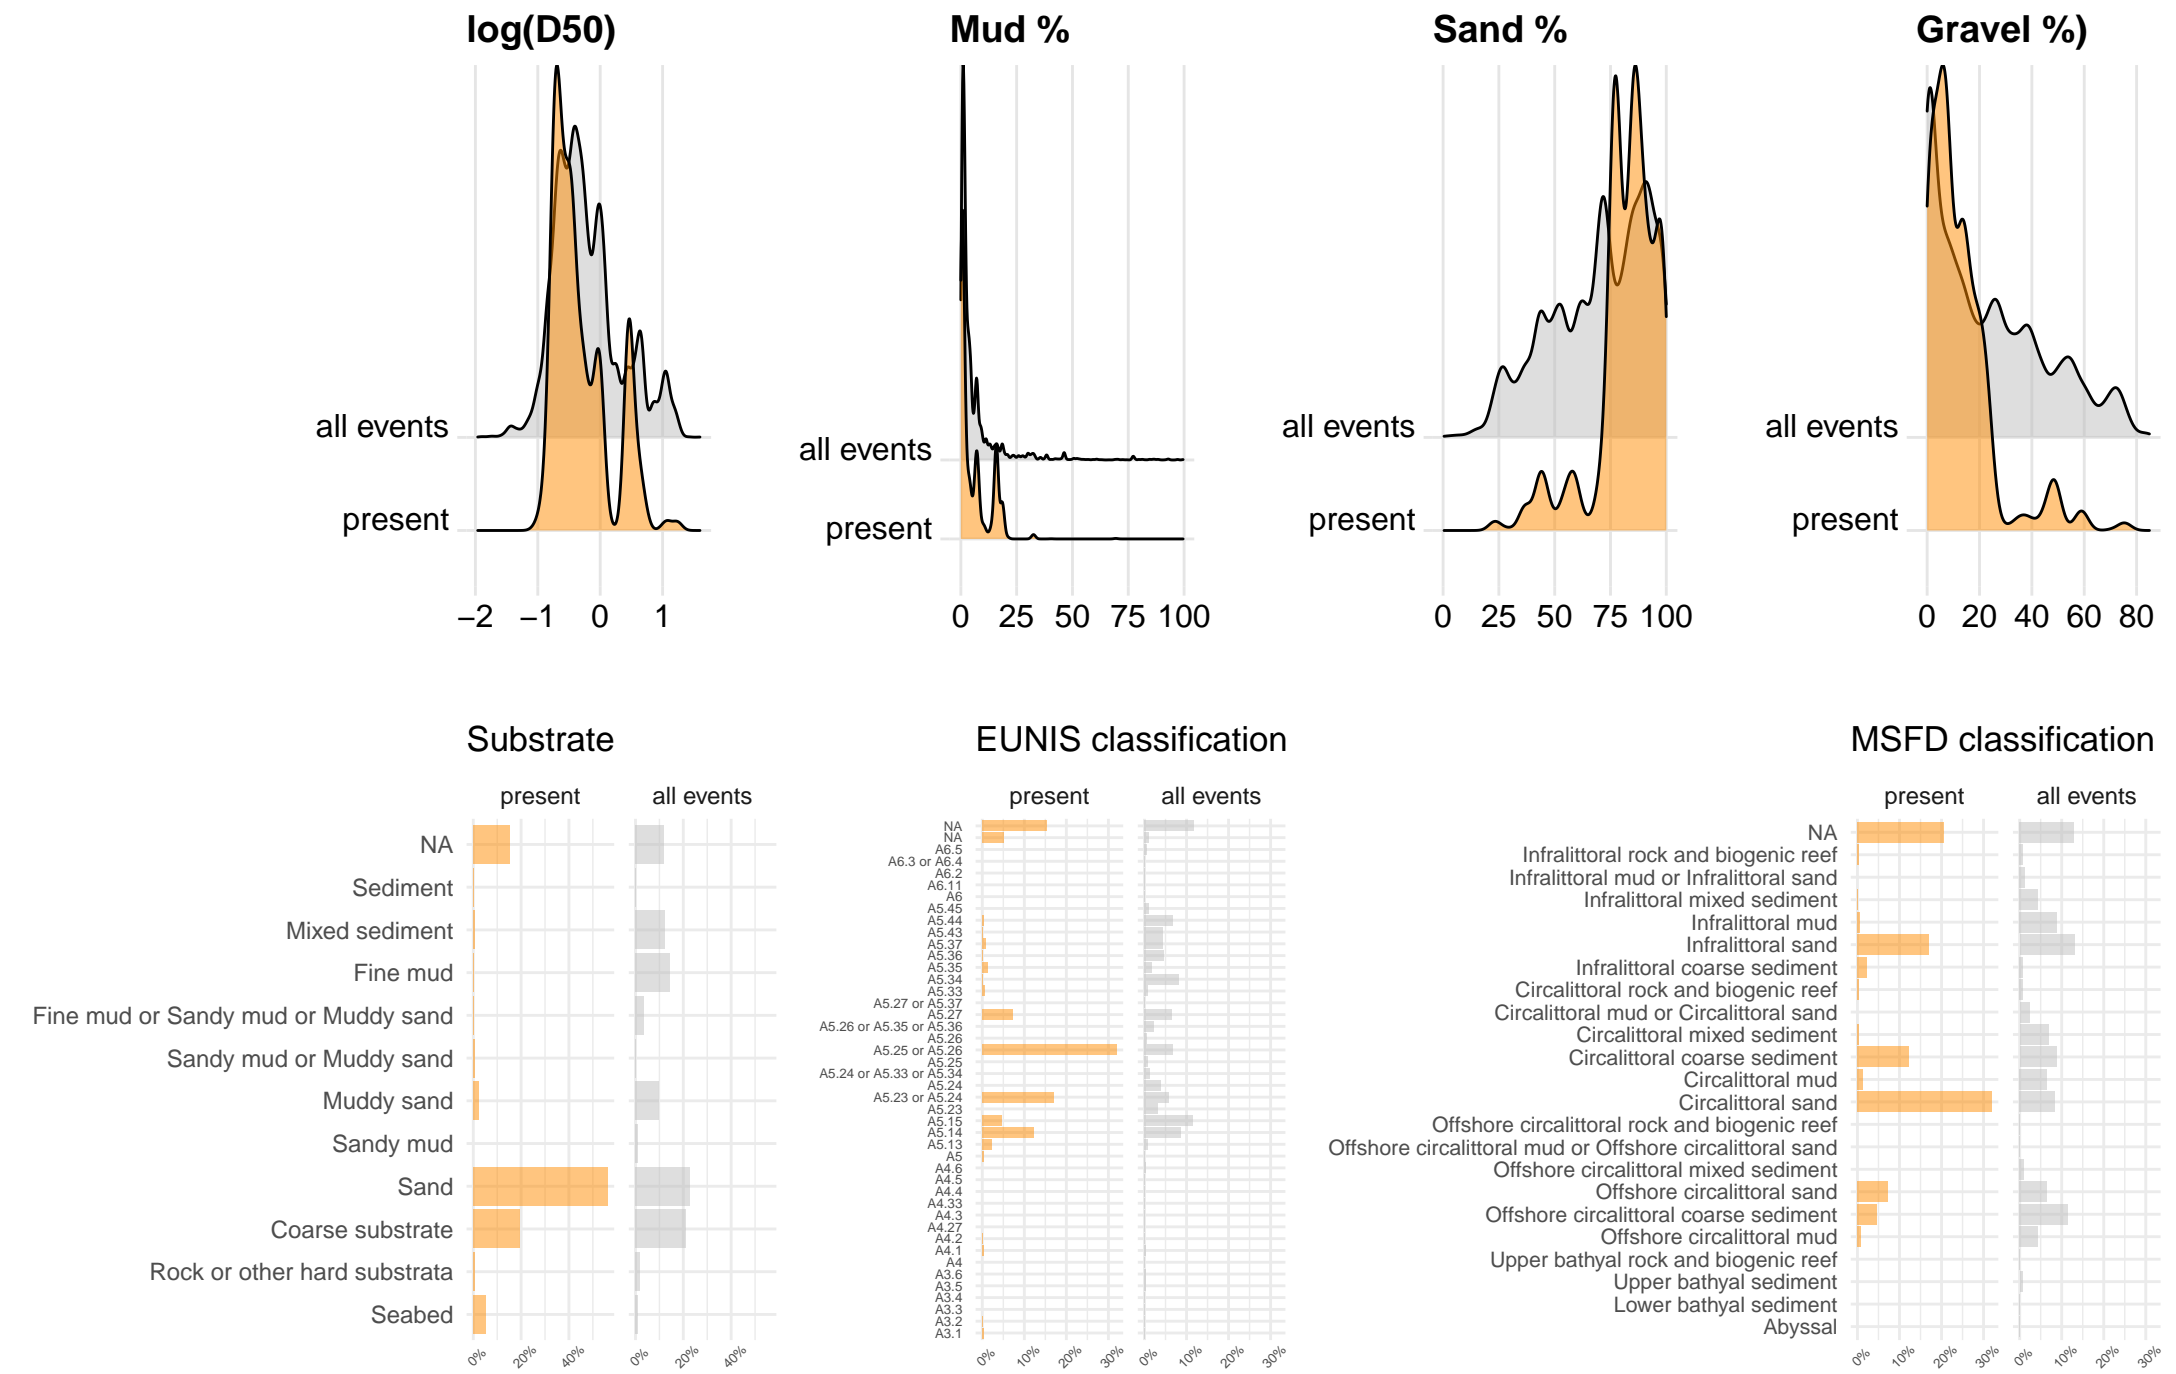 log(D50)
Mud %
Sand %
Gravel %)
all events
present
−2 −1 0 1
all events
present
0 25 50 75 100
all events
present
0 25 50 75 100
all events
present
0 20 40 60 80
Substrate
present all events
NA
Sediment
Mixed sediment
Fine mud
Fine mud or Sandy mud or Muddy sand
Sandy mud or Muddy sand
Muddy sand
Sandy mud
Sand
Coarse substrate
Rock or other hard substrata
Seabed
0% 20% 40% 0% 20% 40%
EUNIS classification
present all events
NA
NA
A6.5
A6.3 or A6.4
A6.2
A6.11
A6
A5.45
A5.44
A5.43
A5.37
A5.36
A5.35
A5.34
A5.33
A5.27 or A5.37
A5.27
A5.26 or A5.35 or A5.36
A5.26
A5.25 or A5.26
A5.25
A5.24 or A5.33 or A5.34
A5.24
A5.23 or A5.24
A5.23
A5.15
A5.14
A5.13
A5
A4.6
A4.5
A4.4
A4.33
A4.3
A4.27
A4.2
A4.1
A4
A3.6
A3.5
A3.4
A3.3
A3.2
A3.1
0% 10% 20% 30% 0% 10% 20% 30%
MSFD classification
present all events
NA
Infralittoral rock and biogenic reef
Infralittoral mud or Infralittoral sand
Infralittoral mixed sediment
Infralittoral mud
Infralittoral sand
Infralittoral coarse sediment
Circalittoral rock and biogenic reef
Circalittoral mud or Circalittoral sand
Circalittoral mixed sediment
Circalittoral coarse sediment
Circalittoral mud
Circalittoral sand
Offshore circalittoral rock and biogenic reef
Offshore circalittoral mud or Offshore circalittoral sand
Offshore circalittoral mixed sediment
Offshore circalittoral sand
Offshore circalittoral coarse sediment
Offshore circalittoral mud
Upper bathyal rock and biogenic reef
Upper bathyal sediment
Lower bathyal sediment
Abyssal
0% 10% 20% 30% 0% 10% 20% 30%